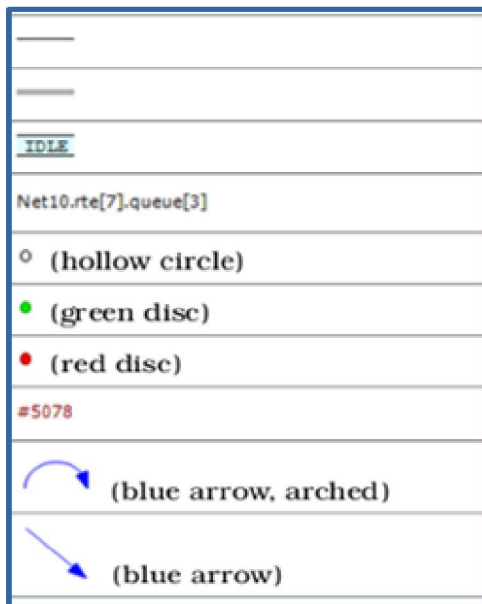 IDLE
Net10.rte[7].queue[3]
(hollow circle)
(green disc)
(red disc)
#5078
(blue arrow, arched)
(blue arrow)